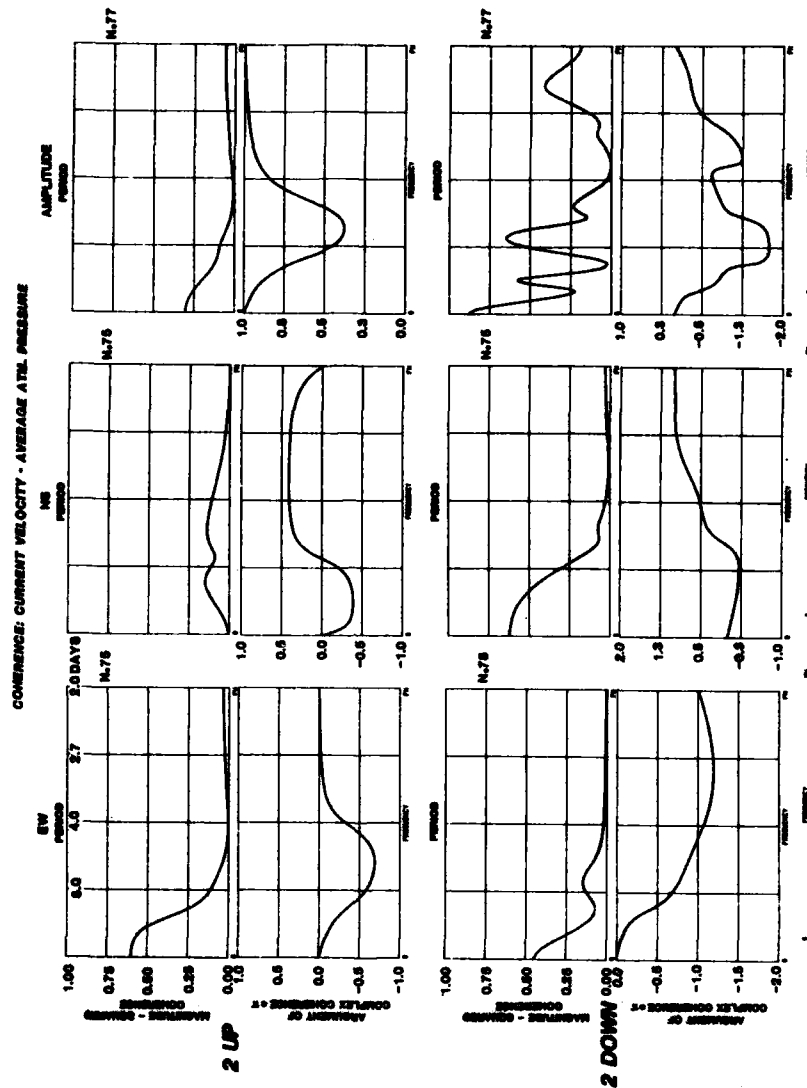 COHERENCE: CURRENT VELOCITY - AVERAGE ATM. PRESSURE
EW
PERIOD
NS
PERIOD
AMPLITUDE
PERIOD
8.0
4.0
2.7
2.0 DAYS
N=75
N=75
N=77
2 UP
MAGNITUDE - SQUARED
COHERENCE
1.00
0.75
0.50
0.25
0.00
ARGUMENT OF
COMPLEX COHERENCE
1.0
0.5
0.0
-0.5
-1.0
FREQUENCY
1.0
0.5
0.0
-0.5
-1.0
FREQUENCY
1.0
0.8
0.5
0.3
0.0
FREQUENCY
PERIOD
PERIOD
PERIOD
N=75
N=75
N=77
2 DOWN
MAGNITUDE - SQUARED
COHERENCE
1.00
0.75
0.50
0.25
0.00
ARGUMENT OF
COMPLEX COHERENCE
0.0
-0.5
-1.0
-1.5
-2.0
FREQUENCY
2.0
1.3
0.5
-0.3
-1.0
1.0
0.3
-0.5
-1.3
-2.0
FREQUENCY